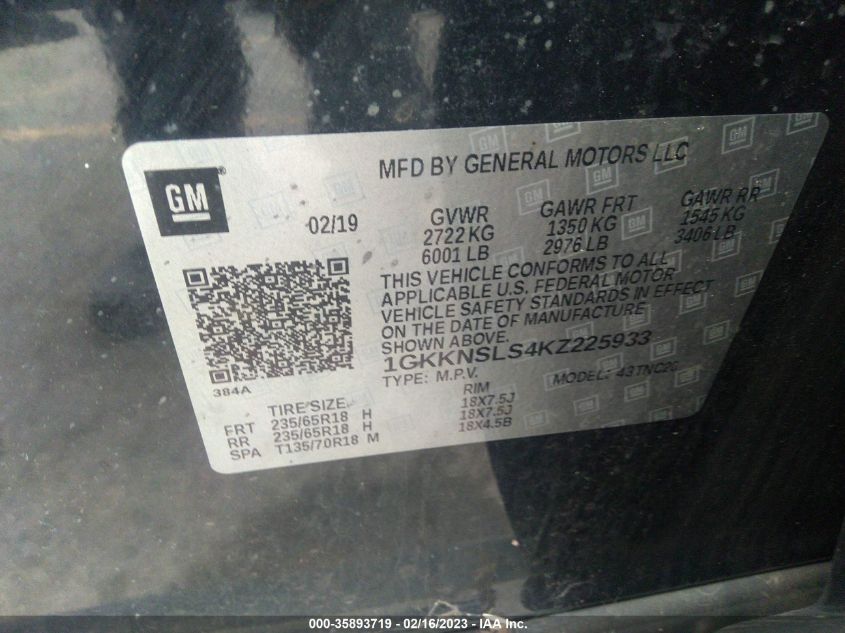 MFD BY GENERAL MOTORS LLC
GM
02/19
GVWR GAWR FRT GAWR RR
2722 KG 1350 KG 1545 KG
6001 LB 2976 LB 3406 LB
THIS VEHICLE CONFORMS TO ALL
APPLICABLE U.S. FEDERAL MOTOR
VEHICLE SAFETY STANDARDS IN EFFECT
ON THE DATE OF MANUFACTURE
SHOWN ABOVE.
1GKKNSLS4KZ225933
TYPE: M.P.V. MODEL: 43TNC26
384A
TIRE SIZE RIM
FRT 235/65R18 H 18X7.5J
RR 235/65R18 H 18X7.5J
SPA T135/70R18 M 18X4.5B
000-35893719 - 02/16/2023 - IAA Inc.